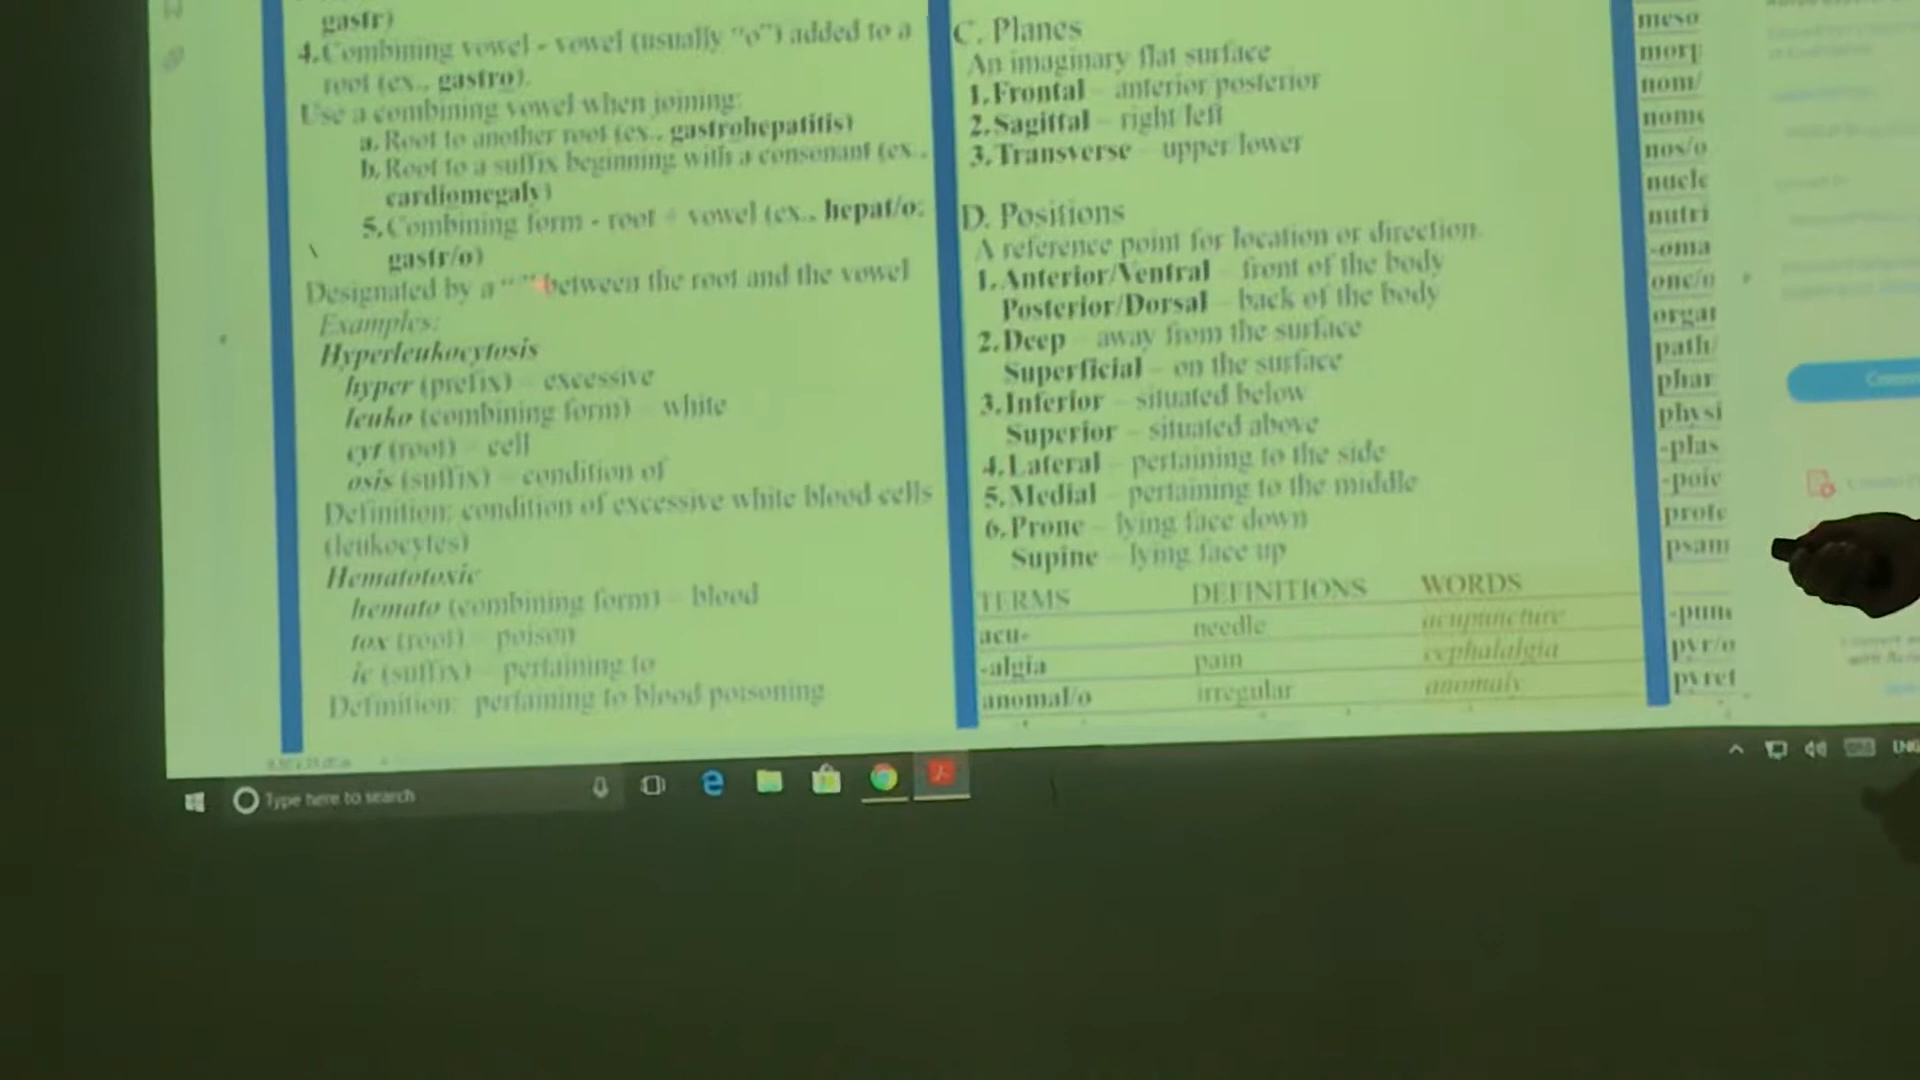 gastr)
4. Combining vowel - vowel (usually "o") added to a
root (ex., gastro).
Use a combining vowel when joining:
a. Root to another root (ex., gastrohepatitis)
b. Root to a suffix beginning with a consonant (ex.,
cardiomegaly)
5. Combining form - root + vowel (ex., hepat/o;
gastr/o)
Designated by a " " between the root and the vowel
Examples:
Hyperleukocytosis
hyper (prefix) – excessive
leuko (combining form) – white
cyt (root) – cell
osis (suffix) – condition of
Definition: condition of excessive white blood cells
(leukocytes)
Hematotoxic
hemato (combining form) – blood
tox (root) – poison
ic (suffix) – pertaining to
Definition: pertaining to blood poisoning
C. Planes
An imaginary flat surface
1. Frontal – anterior posterior
2. Sagittal – right left
3. Transverse – upper lower
D. Positions
A reference point for location or direction.
1. Anterior/Ventral – front of the body
Posterior/Dorsal – back of the body
2. Deep – away from the surface
Superficial – on the surface
3. Inferior – situated below
Superior – situated above
4. Lateral – pertaining to the side
5. Medial – pertaining to the middle
6. Prone – lying face down
Supine – lying face up
TERMS DEFINITIONS WORDS
acu- needle acupuncture
-algia pain cephalalgia
anomal/o irregular anomaly
meso
morp
nom/
nos/o
nucle
nutri
-oma
onc/o
organ
path/
phar
physi
-plas
-poie
prote
psam
pyr/o
pyret
Type here to search
ENG